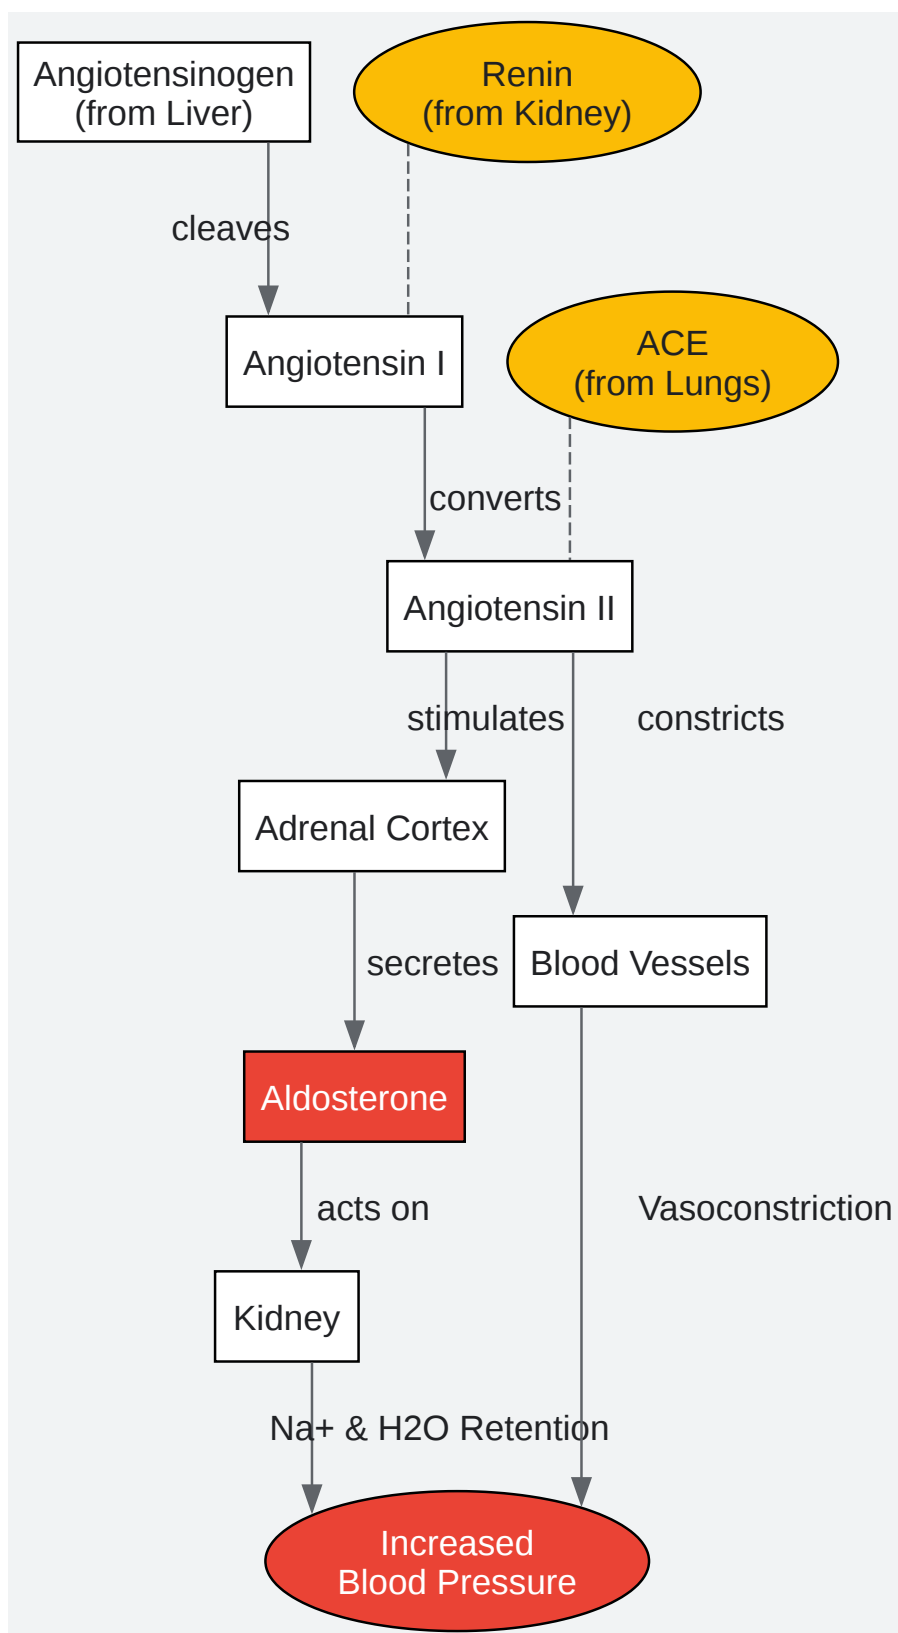 Angiotensinogen
(from Liver)
Renin
(from Kidney)
cleaves
ACE
(from Lungs)
Angiotensin I
converts
Angiotensin II
stimulates
constricts
Adrenal Cortex
secretes
Blood Vessels
Aldosterone
acts on
Vasoconstriction
Kidney
Na+ & H2O Retention
Increased
Blood Pressure